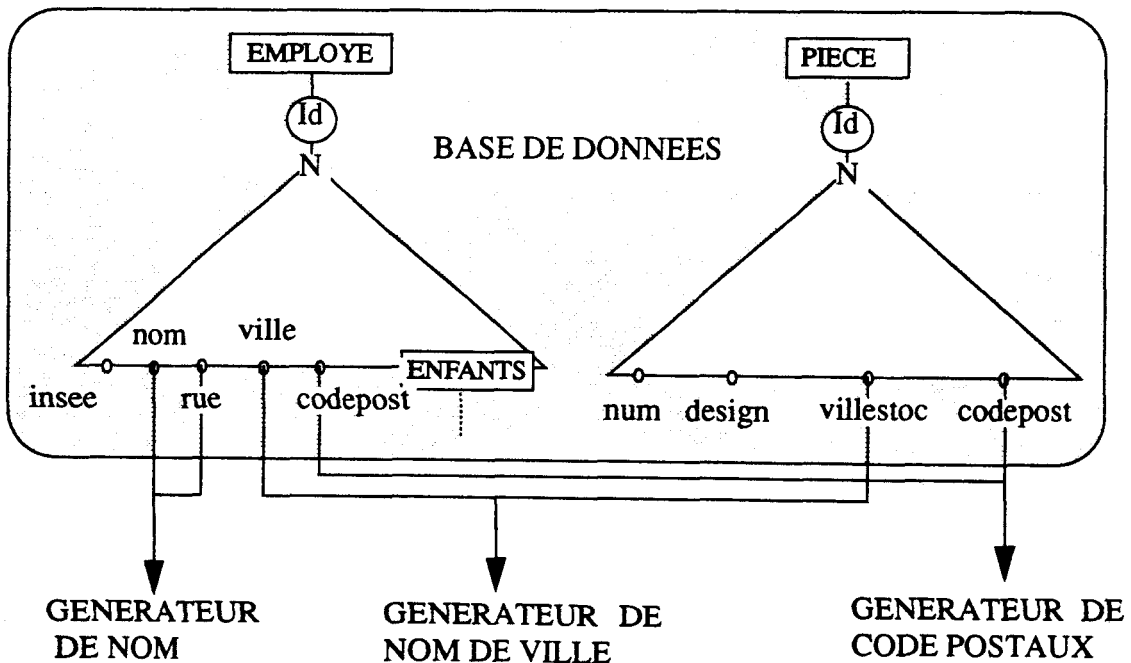 EMPLOYE
PIECE
Id
Id
BASE DE DONNEES
N
N
nom
ville
ENFANTS
insee
rue
codepost
num
design
villestoc
codepost
GENERATEUR
DE NOM
GENERATEUR DE
NOM DE VILLE
GENERATEUR DE
CODE POSTAUX